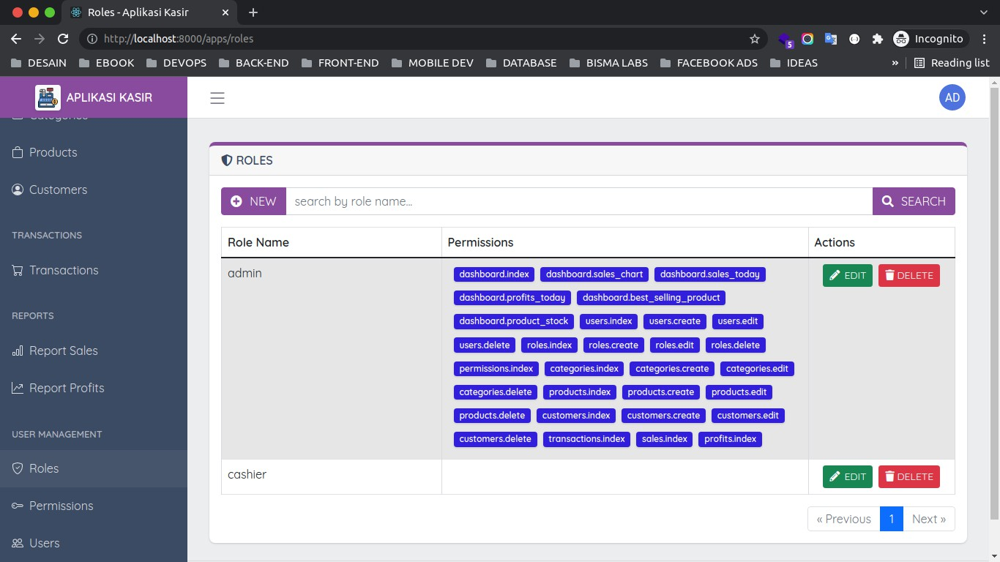 Roles - Aplikasi Kasir
http://localhost:8000/apps/roles
5
Incognito
DESAIN EBOOK DEVOPS BACK-END FRONT-END MOBILE DEV DATABASE BISMA LABS FACEBOOK ADS IDEAS » Reading list
APLIKASI KASIR
AD
Categories
Products
Customers
TRANSACTIONS
Transactions
REPORTS
Report Sales
Report Profits
USER MANAGEMENT
Roles
Permissions
Users
ROLES
NEW search by role name... SEARCH
Role Name Permissions Actions
admin
dashboard.index dashboard.sales_chart dashboard.sales_today
dashboard.profits_today dashboard.best_selling_product
dashboard.product_stock users.index users.create users.edit
users.delete roles.index roles.create roles.edit roles.delete
permissions.index categories.index categories.create categories.edit
categories.delete products.index products.create products.edit
products.delete customers.index customers.create customers.edit
customers.delete transactions.index sales.index profits.index
EDIT DELETE
cashier EDIT DELETE
« Previous 1 Next »